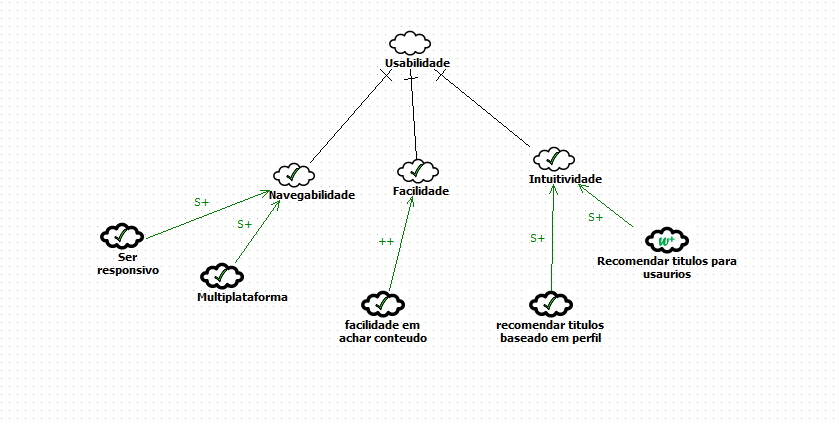 Usabilidade
Navegabilidade
Facilidade
Intuitividade
S+
S+
++
S+
S+
Ser
responsivo
Multiplataforma
facilidade em
achar conteudo
recomendar titulos
baseado em perfil
W+
Recomendar titulos para
usaurios